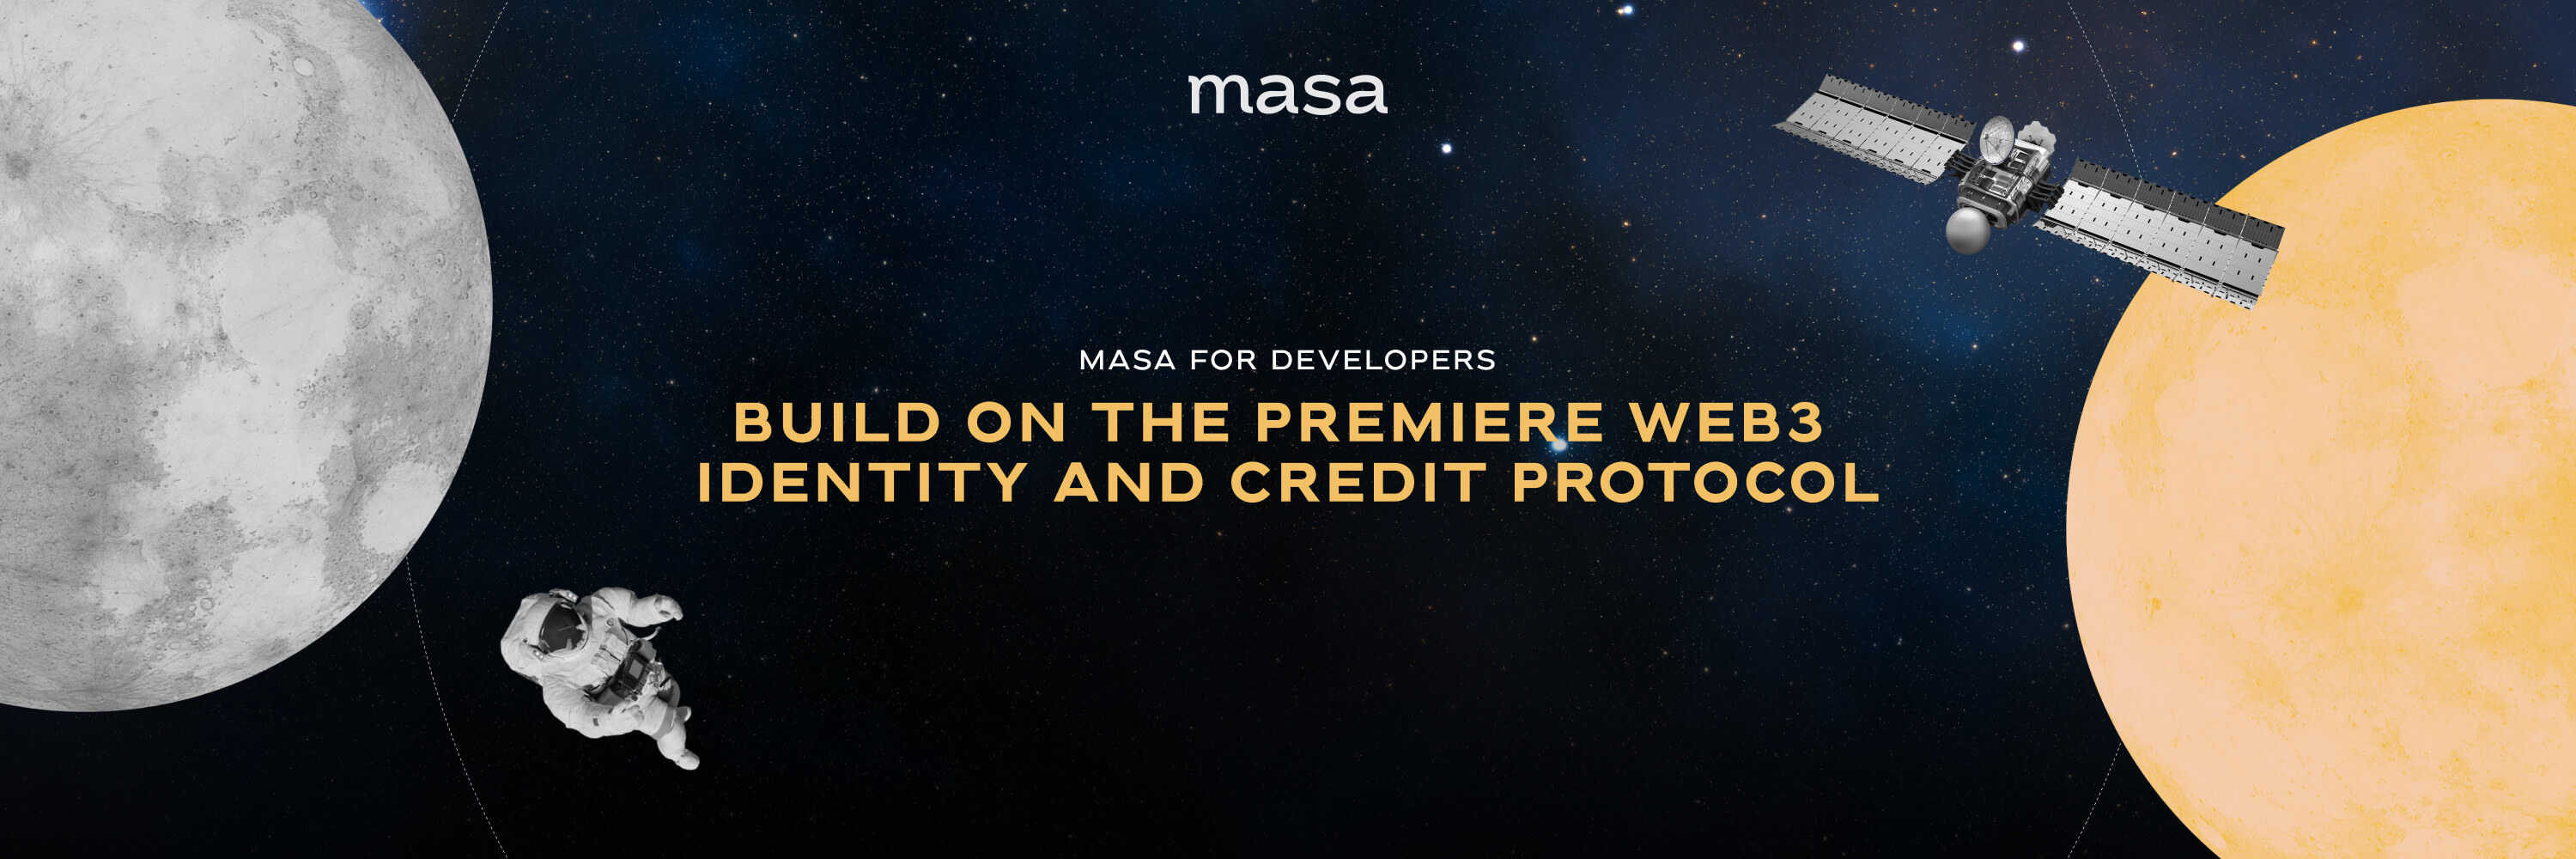 masa
MASA FOR DEVELOPERS
BUILD ON THE PREMIERE WEB3
IDENTITY AND CREDIT PROTOCOL